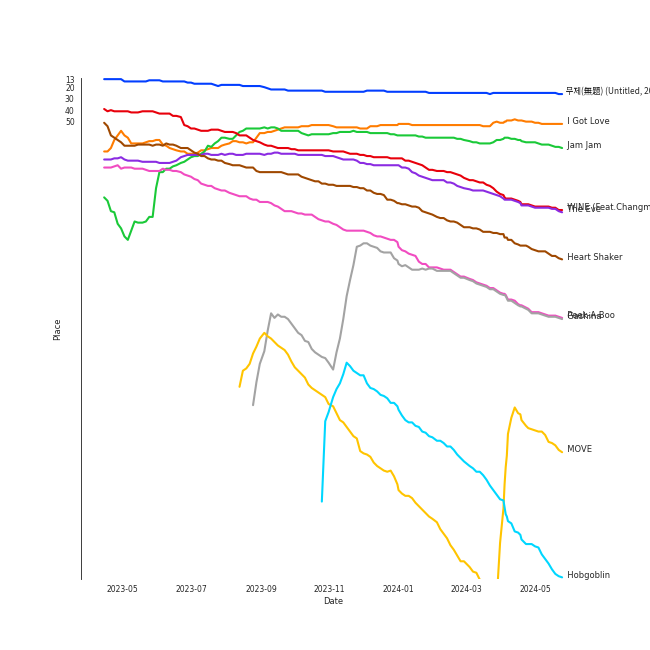 13
20
30
40
50
Place
무제(無題) (Untitled, 20
I Got Love
Jam Jam
WINE (Feat.Changm
The Eve
Heart Shaker
Peek-A-Boo
Gashina
MOVE
Hobgoblin
2023-05
2023-07
2023-09
2023-11
2024-01
2024-03
2024-05
Date